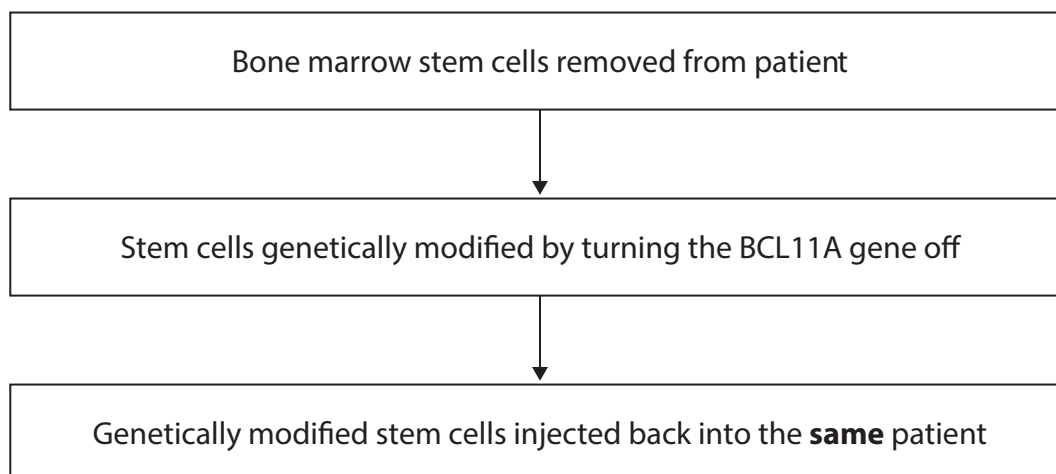 Bone marrow stem cells removed from patient
Stem cells genetically modified by turning the BCL11A gene off
Genetically modified stem cells injected back into the same patient